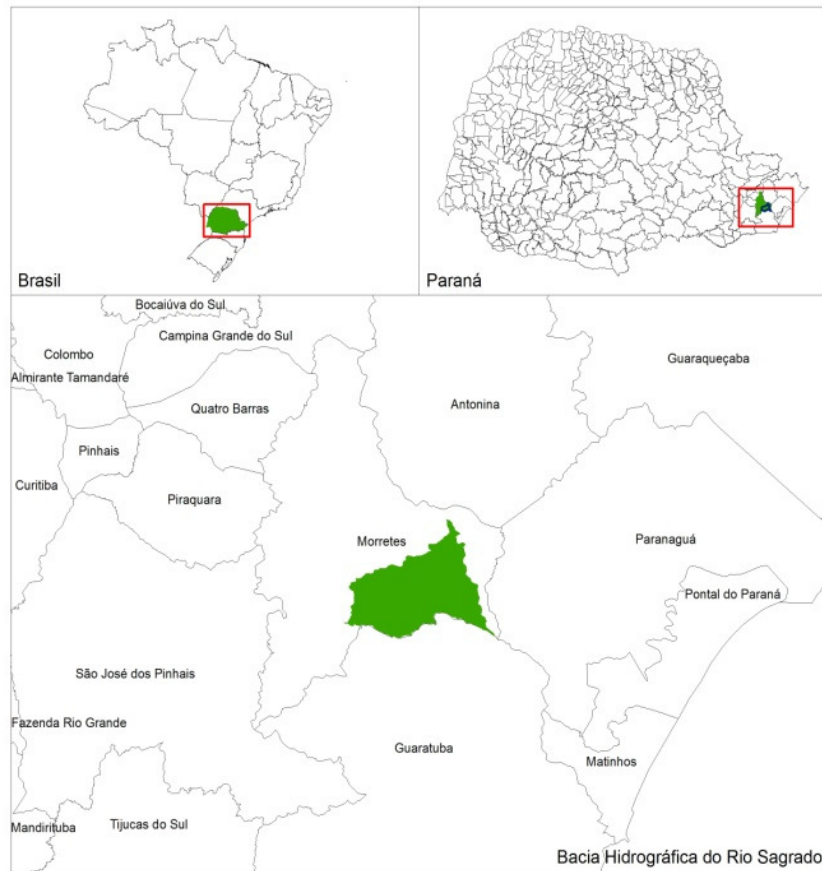 Brasil
Paraná
Bocaiúva do Sul
Campina Grande do Sul
Colombo
Guaraqueçaba
Almirante Tamandaré
Quatro Barras
Antonina
Pinhais
Curitiba
Piraquara
Morretes
Paranaguá
Pontal do Paraná
São José dos Pinhais
Fazenda Rio Grande
Guaratuba
Matinhos
Mandirituba
Tijucas do Sul
Bacia Hidrográfica do Rio Sagrado